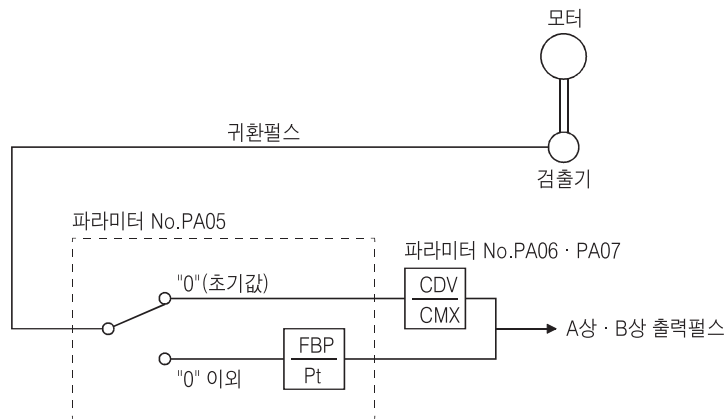 모터
귀환펄스
검출기
파라미터 No.PA05
파라미터 No.PA06 · PA07
"0"(초기값)
CDV
CMX
A상 · B상 출력펄스
FBP
Pt
"0" 이외